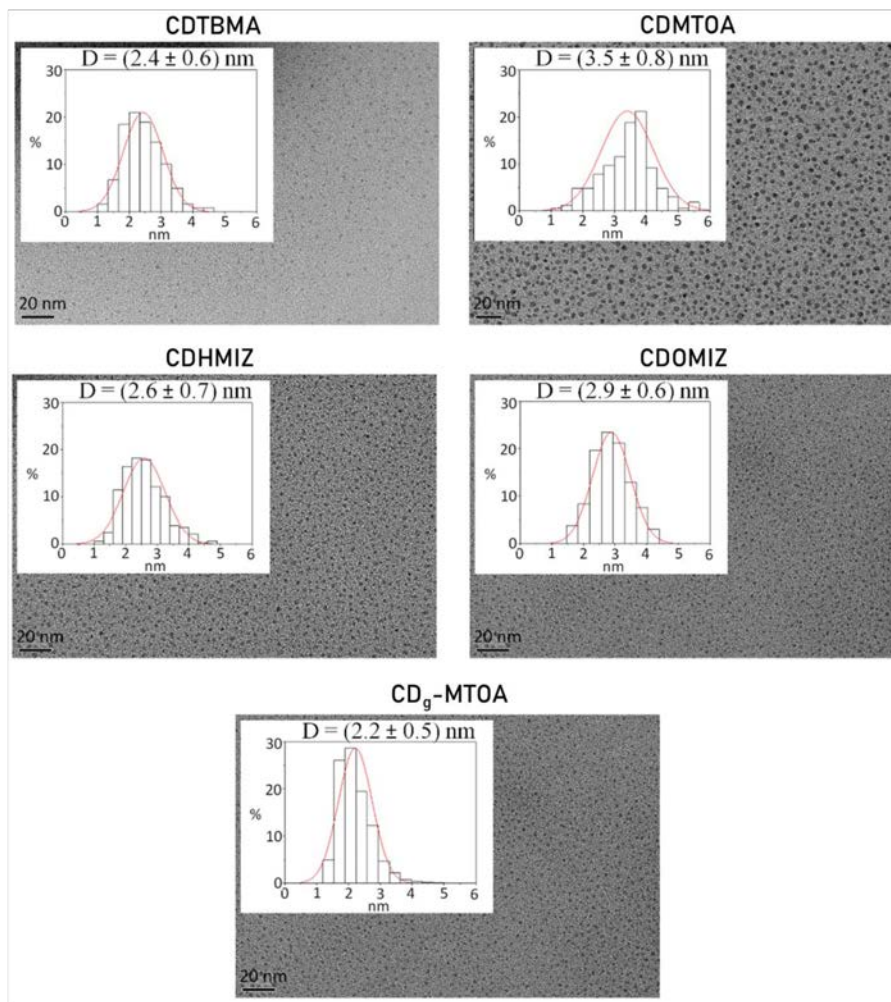 CDTBMA
D = (2.4 ± 0.6) nm
30
20
%
10
0
0 1 2 3 4 5 6
nm
20 nm
CDMTOA
D = (3.5 ± 0.8) nm
30
20
%
10
0
0 1 2 3 4 5 6
nm
20 nm
CDHMIZ
D = (2.6 ± 0.7) nm
30
20
%
10
0
0 1 2 3 4 5 6
nm
20 nm
CDOMIZ
D = (2.9 ± 0.6) nm
30
20
%
10
0
0 1 2 3 4 5 6
nm
20 nm
CDg-MTOA
D = (2.2 ± 0.5) nm
30
20
%
10
0
0 1 2 3 4 5 6
nm
20 nm